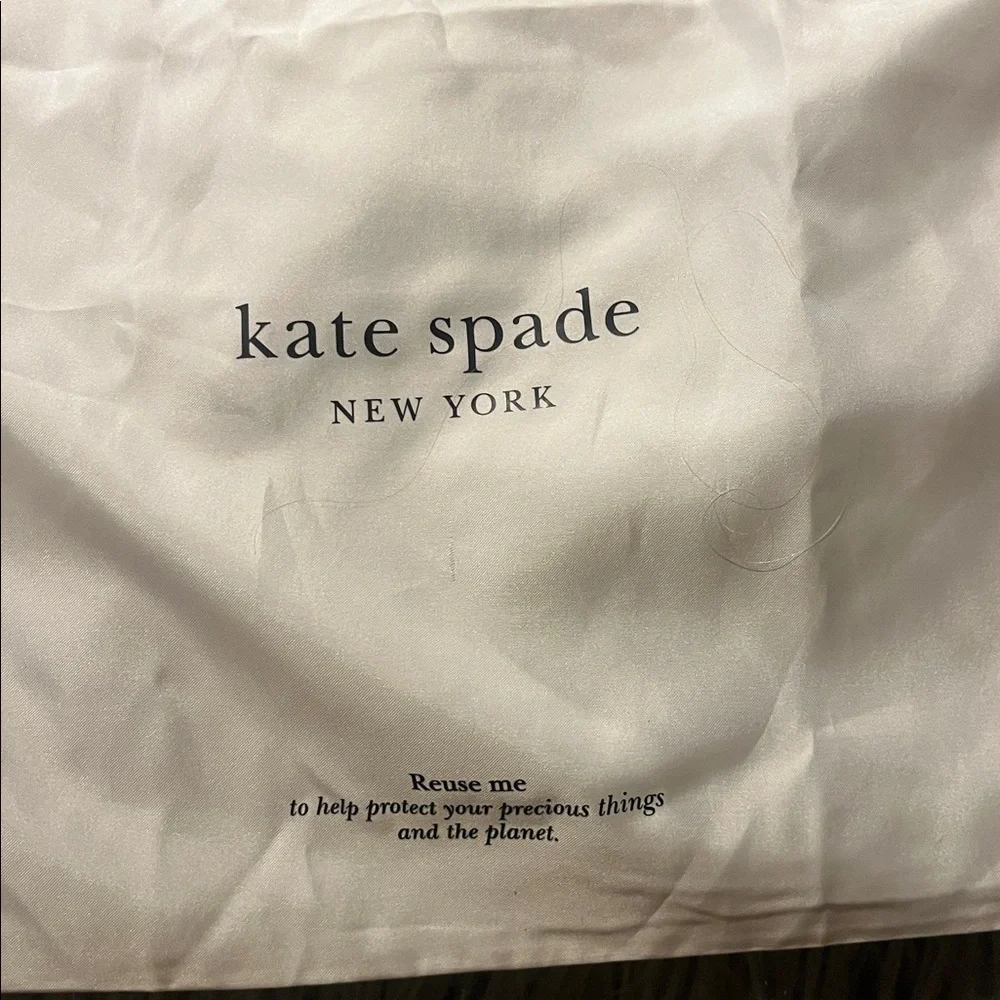 kate spade
NEW YORK
Reuse me
to help protect your precious things
and the planet.